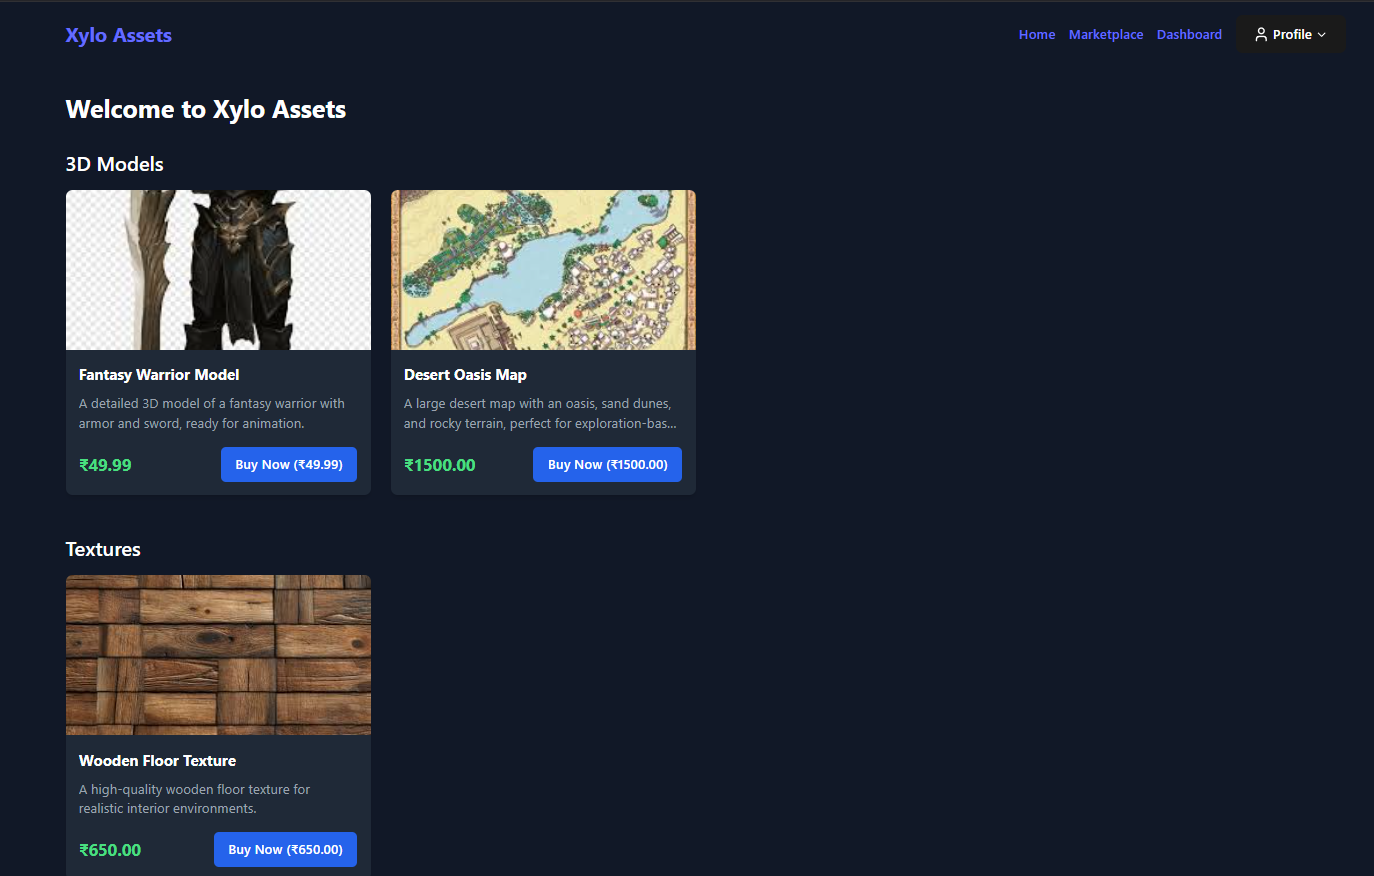 Xylo Assets
Home
Marketplace
Dashboard
Profile
Welcome to Xylo Assets
3D Models
Fantasy Warrior Model
A detailed 3D model of a fantasy warrior with
armor and sword, ready for animation.
₹49.99
Buy Now (₹49.99)
Desert Oasis Map
A large desert map with an oasis, sand dunes,
and rocky terrain, perfect for exploration-bas...
₹1500.00
Buy Now (₹1500.00)
Textures
Wooden Floor Texture
A high-quality wooden floor texture for
realistic interior environments.
₹650.00
Buy Now (₹650.00)